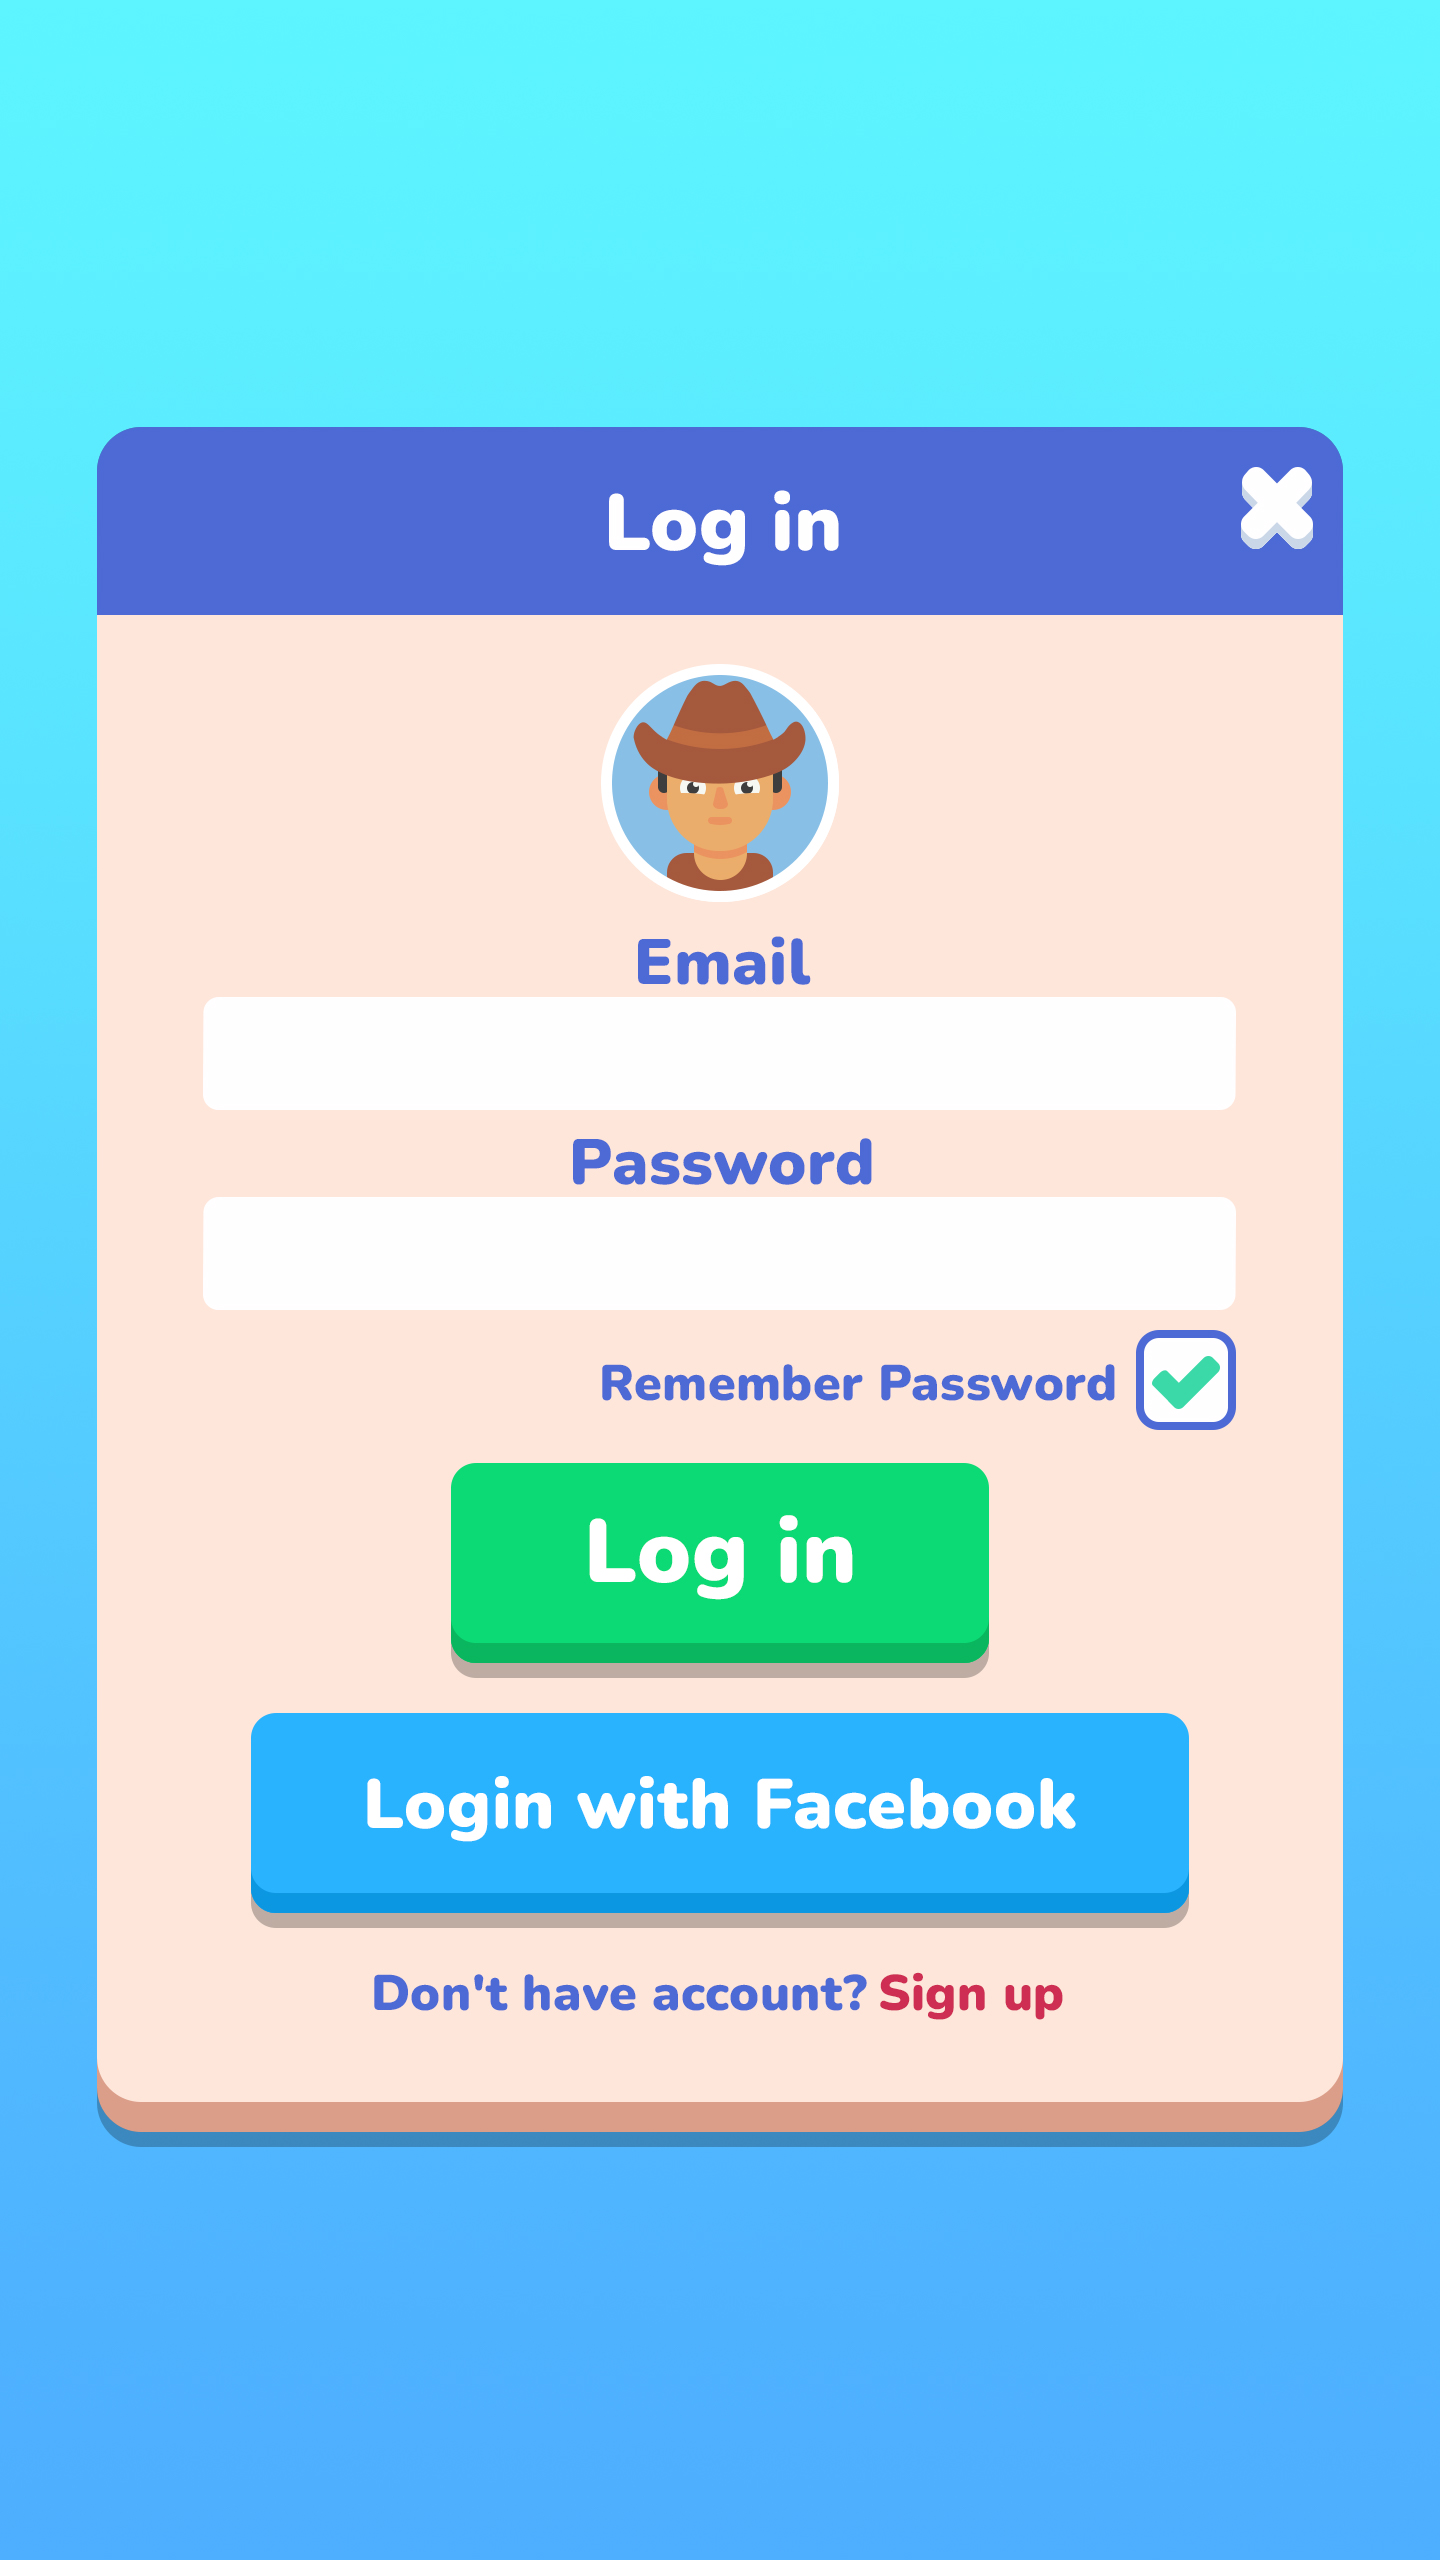 Log in
Email
Password
Remember Password
Log in
Login with Facebook
Don't have account? Sign up